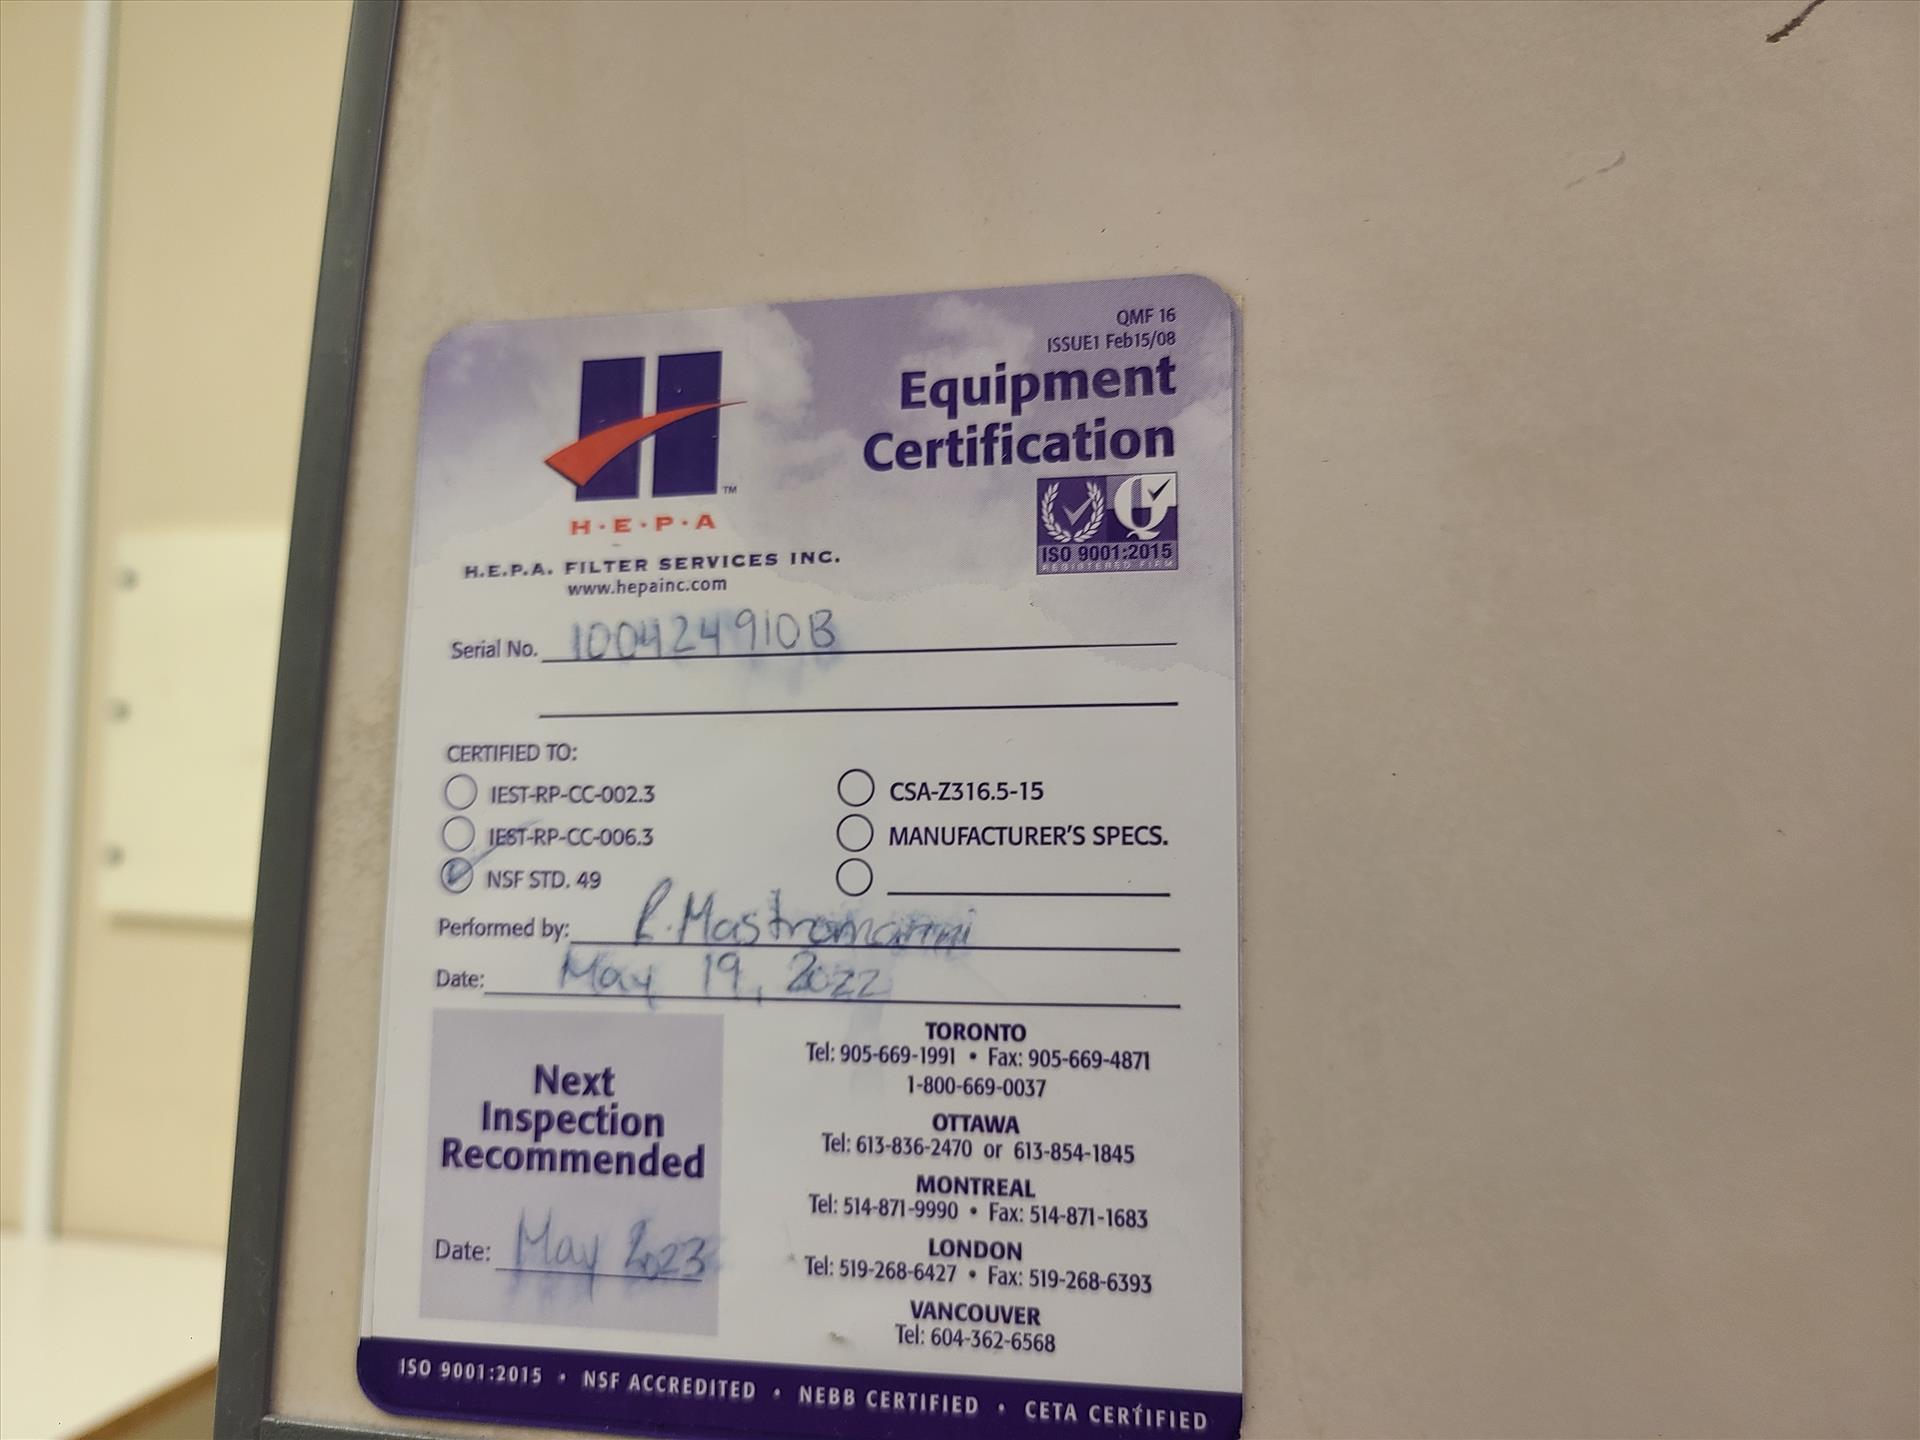 QMF 16
ISSUE1 Feb15/08
Equipment
Certification
TM
H·E·P·A
H.E.P.A. FILTER SERVICES INC.
www.hepainc.com
ISO 9001:2015
REGISTERED FIRM
Serial No. 100424910B
CERTIFIED TO:
IEST-RP-CC-002.3
CSA-Z316.5-15
IEST-RP-CC-006.3
MANUFACTURER'S SPECS.
NSF STD. 49
Performed by: R. Mastromarini
Date: May 19, 2022
Next
Inspection
Recommended
Date: May 2023
TORONTO
Tel: 905-669-1991 • Fax: 905-669-4871
1-800-669-0037
OTTAWA
Tel: 613-836-2470 or 613-854-1845
MONTREAL
Tel: 514-871-9990 • Fax: 514-871-1683
LONDON
Tel: 519-268-6427 • Fax: 519-268-6393
VANCOUVER
Tel: 604-362-6568
ISO 9001:2015 • NSF ACCREDITED • NEBB CERTIFIED • CETA CERTIFIED